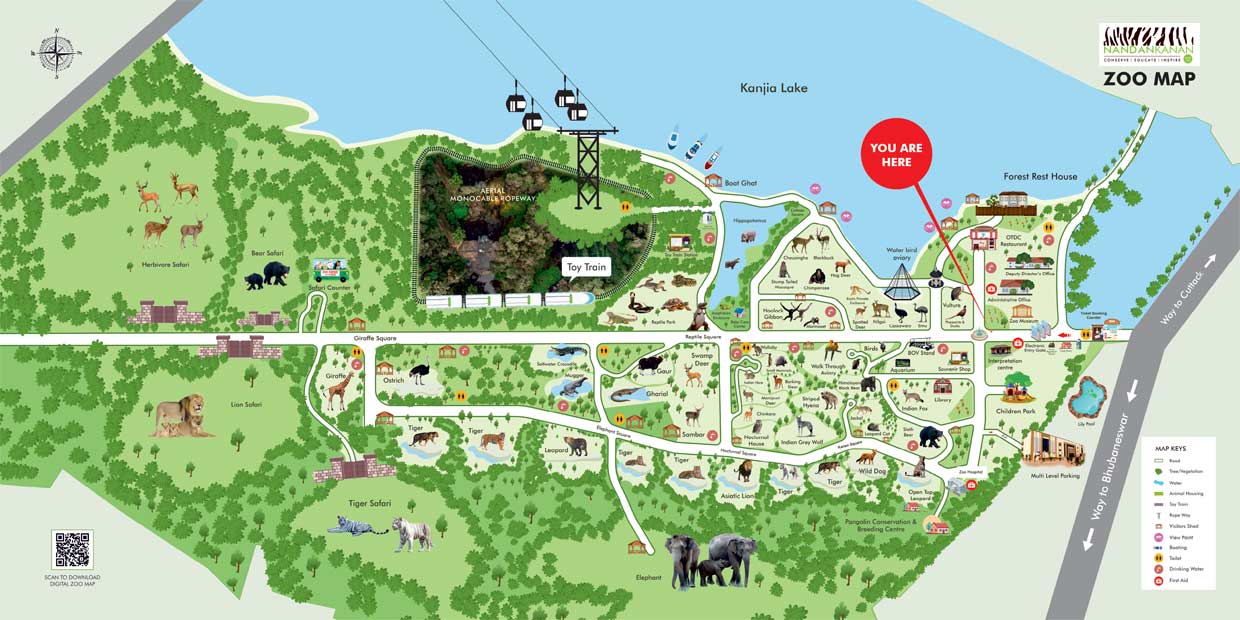 N
S
NANDANKANAN
CONSERVE | EDUCATE | INSPIRE
ZOO MAP
Kanjia Lake
YOU ARE
HERE
Forest Rest House
Boat Ghat
AERIAL
MONOCABLE ROPEWAY
Toy Train
Toy Train Station
Hippopotamus
OTDC
Restaurant
Deputy Director's Office
Administrative Office
Zoo Museum
Water bird
aviary
Herbivore Safari
Bear Safari
Safari Counter
Chousingha
Blackbuck
Hog Deer
Stump Tailed
Macaque
Chimpanzee
Hoolock
Gibbon
Marmoset
Spotted
Deer
Nilgai
Cassowary
Emu
Vulture
Pheasants &
Ducks
Reptile Park
Ticket Booking
Counter
Electronic
Entry Gate
Way to Cuttack
Giraffe Square
Reptile Square
Giraffe
Ostrich
Saltwater Crocodile
Mugger
Gaur
Gharial
Swamp
Deer
Sambar
Wallaby
Barking
Deer
Mouse Deer
Chinkara
Nocturnal
House
Walk Through
Aviary
Birds
Striped
Hyena
Indian Grey Wolf
Himalayan
Black Bear
Jackal
Leopard Cat
BOV Stand
Aquarium
Souvenir Shop
Indian Fox
Library
Sloth
Bear
Interpretation
centre
Children Park
Lily Pool
Multi Level Parking
Way to Bhubaneswar
Lion Safari
Tiger Safari
Tiger
Tiger
Leopard
Elephant Square
Tiger
Tiger
Nocturnal Square
Asiatic Lion
Tiger
Tiger
Wild Dog
Open Top
Leopard
Zoo Hospital
Pangolin Conservation &
Breeding Centre
Elephant
SCAN TO DOWNLOAD
DIGITAL ZOO MAP
MAP KEYS
Road
Tree/Vegetation
Water
Animal Housing
Toy Train
Rope Way
Visitors Shed
View Point
Boating
Toilet
Drinking Water
First Aid